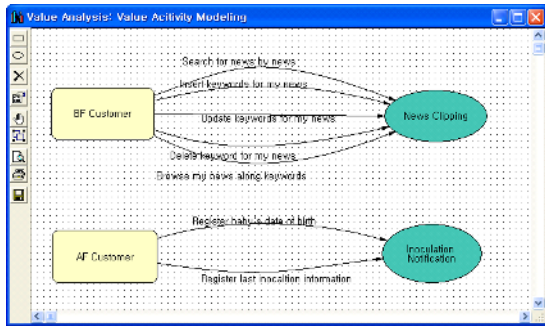 Value Analysis: Value Acitivity Modeling
Search for news by news
Insert keywords for my news
BF Customer
Update keywords for my news
News Clipping
Delete keyword for my news
Browse my news along keywords
Register baby's date of birth
AF Customer
Inoculation
Notification
Register last inocaltion information